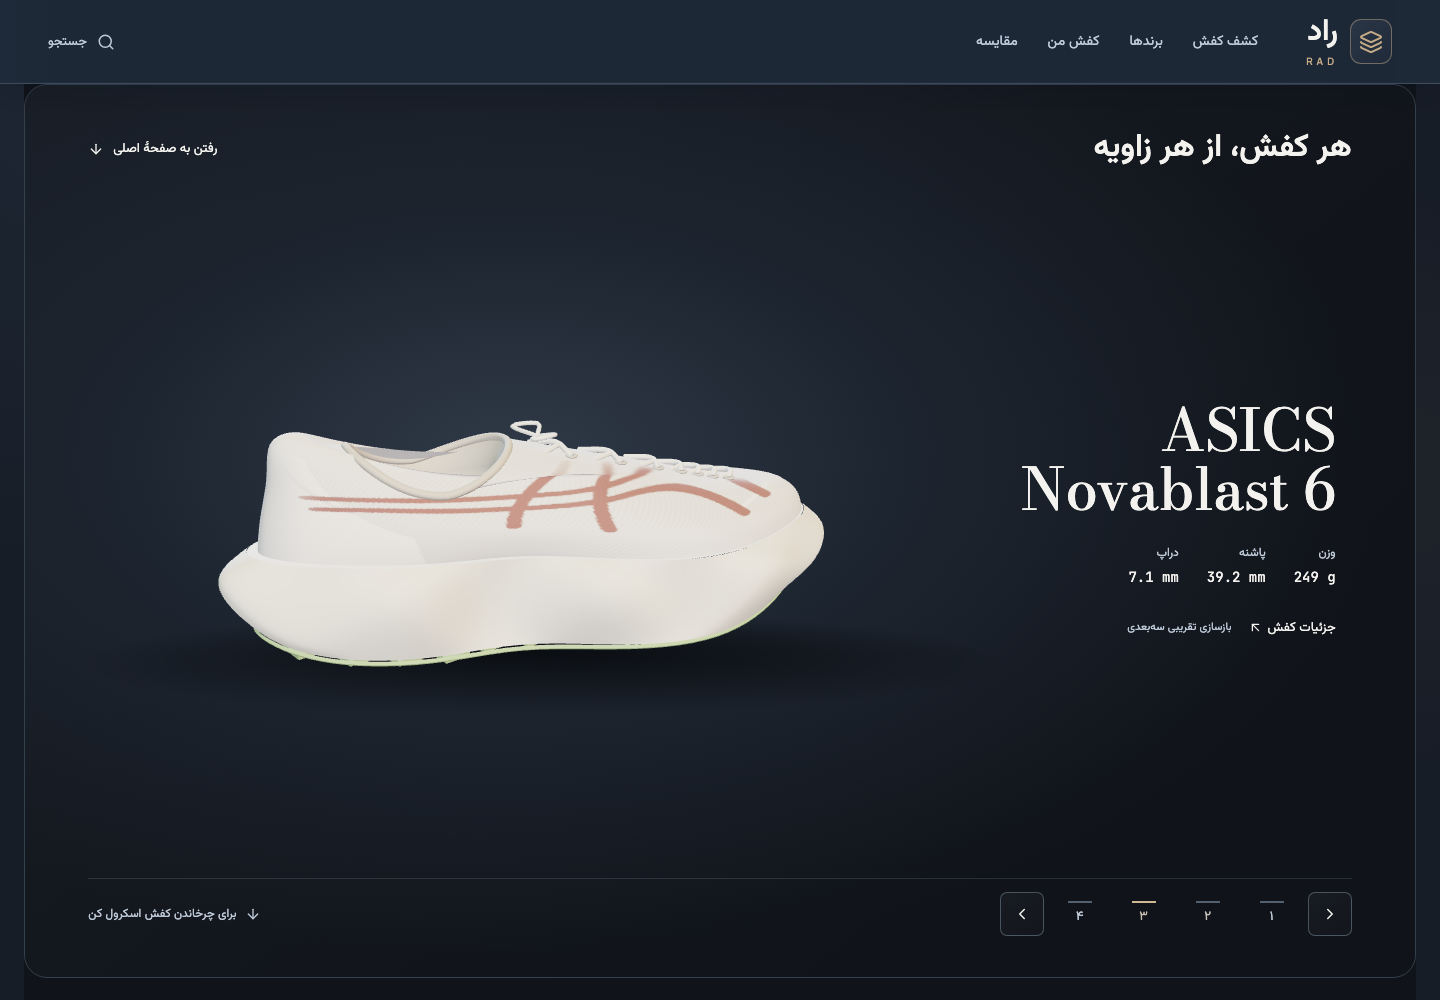 راد
RAD
کشف کفش
برندها
کفش من
مقایسه
جستجو
هر کفش، از هر زاویه
رفتن به صفحهٔ اصلی
ASICS
Novablast 6
وزن
پاشنه
دراپ
249 g
39.2 mm
7.1 mm
جزئیات کفش
بازسازی تقریبی سه‌بعدی
۱
۲
۳
۴
برای چرخاندن کفش اسکرول کن